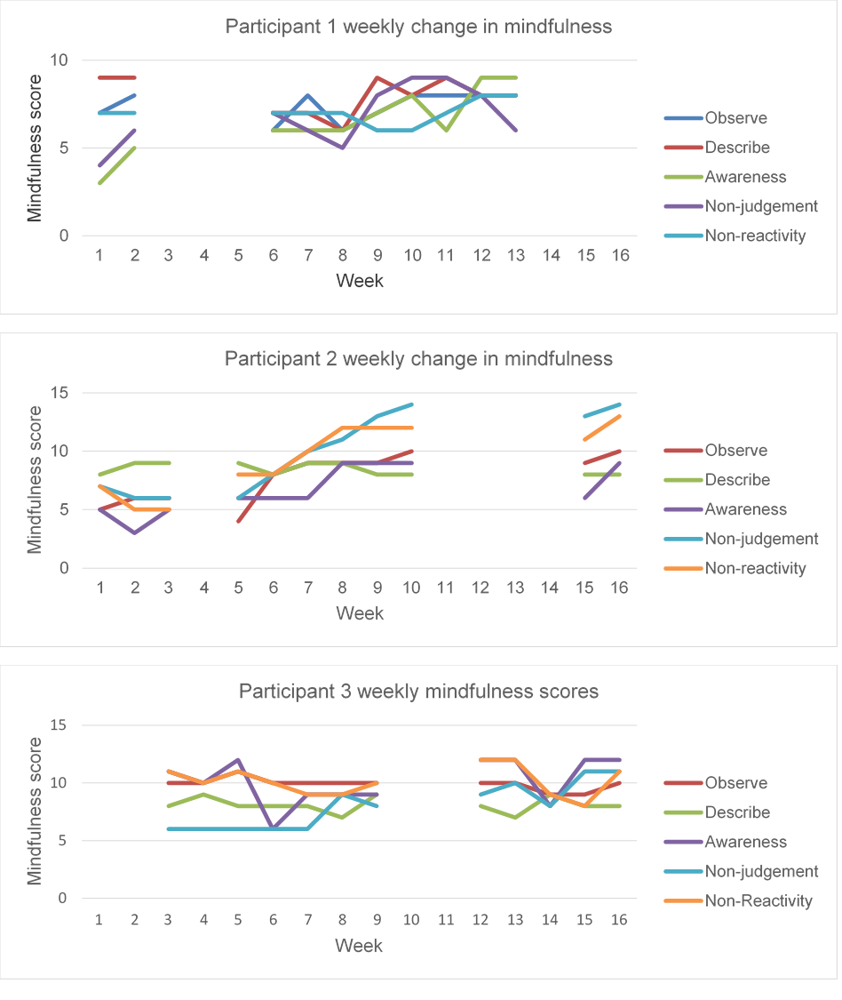 Participant 1 weekly change in mindfulness
Mindfulness score
10
5
0
1 2 3 4 5 6 7 8 9 10 11 12 13 14 15 16
Week
Observe
Describe
Awareness
Non-judgement
Non-reactivity
Participant 2 weekly change in mindfulness
Mindfulness score
15
10
5
0
1 2 3 4 5 6 7 8 9 10 11 12 13 14 15 16
Week
Observe
Describe
Awareness
Non-judgement
Non-reactivity
Participant 3 weekly mindfulness scores
Mindfulness score
15
10
5
0
1 2 3 4 5 6 7 8 9 10 11 12 13 14 15 16
Week
Observe
Describe
Awareness
Non-judgement
Non-Reactivity